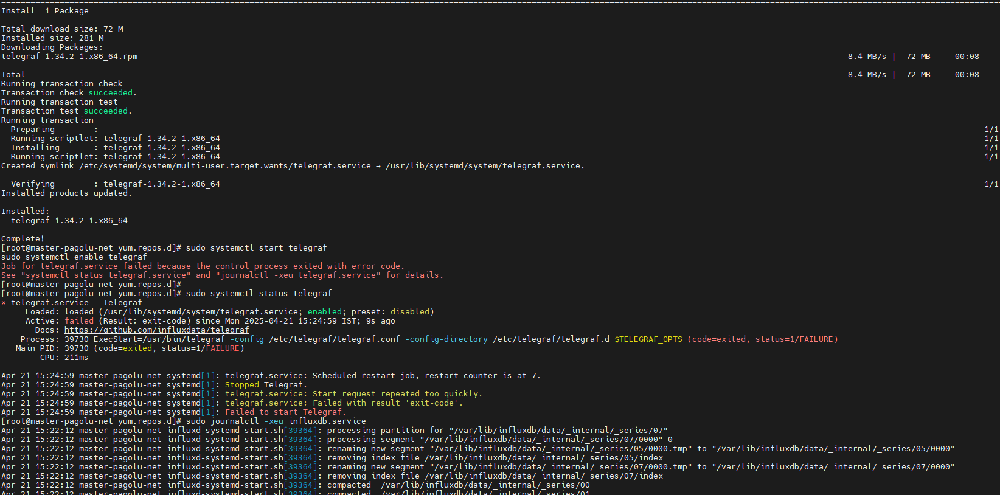 Install  1 Package
Total download size: 72 M
Installed size: 281 M
Downloading Packages:
telegraf-1.34.2-1.x86_64.rpm 8.4 MB/s | 72 MB 00:08
Total 8.4 MB/s | 72 MB 00:08
Running transaction check
Transaction check succeeded.
Running transaction test
Transaction test succeeded.
Running transaction
  Preparing        : 1/1
  Running scriptlet: telegraf-1.34.2-1.x86_64 1/1
  Installing       : telegraf-1.34.2-1.x86_64 1/1
  Running scriptlet: telegraf-1.34.2-1.x86_64 1/1
Created symlink /etc/systemd/system/multi-user.target.wants/telegraf.service → /usr/lib/systemd/system/telegraf.service.
  Verifying        : telegraf-1.34.2-1.x86_64 1/1
Installed products updated.
Installed:
  telegraf-1.34.2-1.x86_64
Complete!
[root@master-pagolu-net yum.repos.d]# sudo systemctl start telegraf
sudo systemctl enable telegraf
Job for telegraf.service failed because the control process exited with error code.
See "systemctl status telegraf.service" and "journalctl -xeu telegraf.service" for details.
[root@master-pagolu-net yum.repos.d]#
[root@master-pagolu-net yum.repos.d]# sudo systemctl status telegraf
× telegraf.service - Telegraf
     Loaded: loaded (/usr/lib/systemd/system/telegraf.service; enabled; preset: disabled)
     Active: failed (Result: exit-code) since Mon 2025-04-21 15:24:59 IST; 9s ago
       Docs: https://github.com/influxdata/telegraf
    Process: 39730 ExecStart=/usr/bin/telegraf -config /etc/telegraf/telegraf.conf -config-directory /etc/telegraf/telegraf.d $TELEGRAF_OPTS (code=exited, status=1/FAILURE)
   Main PID: 39730 (code=exited, status=1/FAILURE)
        CPU: 211ms
Apr 21 15:24:59 master-pagolu-net systemd[1]: telegraf.service: Scheduled restart job, restart counter is at 7.
Apr 21 15:24:59 master-pagolu-net systemd[1]: Stopped Telegraf.
Apr 21 15:24:59 master-pagolu-net systemd[1]: telegraf.service: Start request repeated too quickly.
Apr 21 15:24:59 master-pagolu-net systemd[1]: telegraf.service: Failed with result 'exit-code'.
Apr 21 15:24:59 master-pagolu-net systemd[1]: Failed to start Telegraf.
[root@master-pagolu-net yum.repos.d]# sudo journalctl -xeu influxdb.service
Apr 21 15:22:12 master-pagolu-net influxd-systemd-start.sh[39364]: processing partition for "/var/lib/influxdb/data/_internal/_series/07"
Apr 21 15:22:12 master-pagolu-net influxd-systemd-start.sh[39364]: processing segment "/var/lib/influxdb/data/_internal/_series/07/0000" 0
Apr 21 15:22:12 master-pagolu-net influxd-systemd-start.sh[39364]: renaming new segment "/var/lib/influxdb/data/_internal/_series/05/0000.tmp" to "/var/lib/influxdb/data/_internal/_series/05/0000"
Apr 21 15:22:12 master-pagolu-net influxd-systemd-start.sh[39364]: removing index file /var/lib/influxdb/data/_internal/_series/05/index
Apr 21 15:22:12 master-pagolu-net influxd-systemd-start.sh[39364]: renaming new segment "/var/lib/influxdb/data/_internal/_series/07/0000.tmp" to "/var/lib/influxdb/data/_internal/_series/07/0000"
Apr 21 15:22:12 master-pagolu-net influxd-systemd-start.sh[39364]: removing index file /var/lib/influxdb/data/_internal/_series/07/index
Apr 21 15:22:12 master-pagolu-net influxd-systemd-start.sh[39364]: compacted  /var/lib/influxdb/data/_internal/_series/00
Apr 21 15:22:12 master-pagolu-net influxd-systemd-start.sh[39364]: compacted  /var/lib/influxdb/data/_internal/_series/01